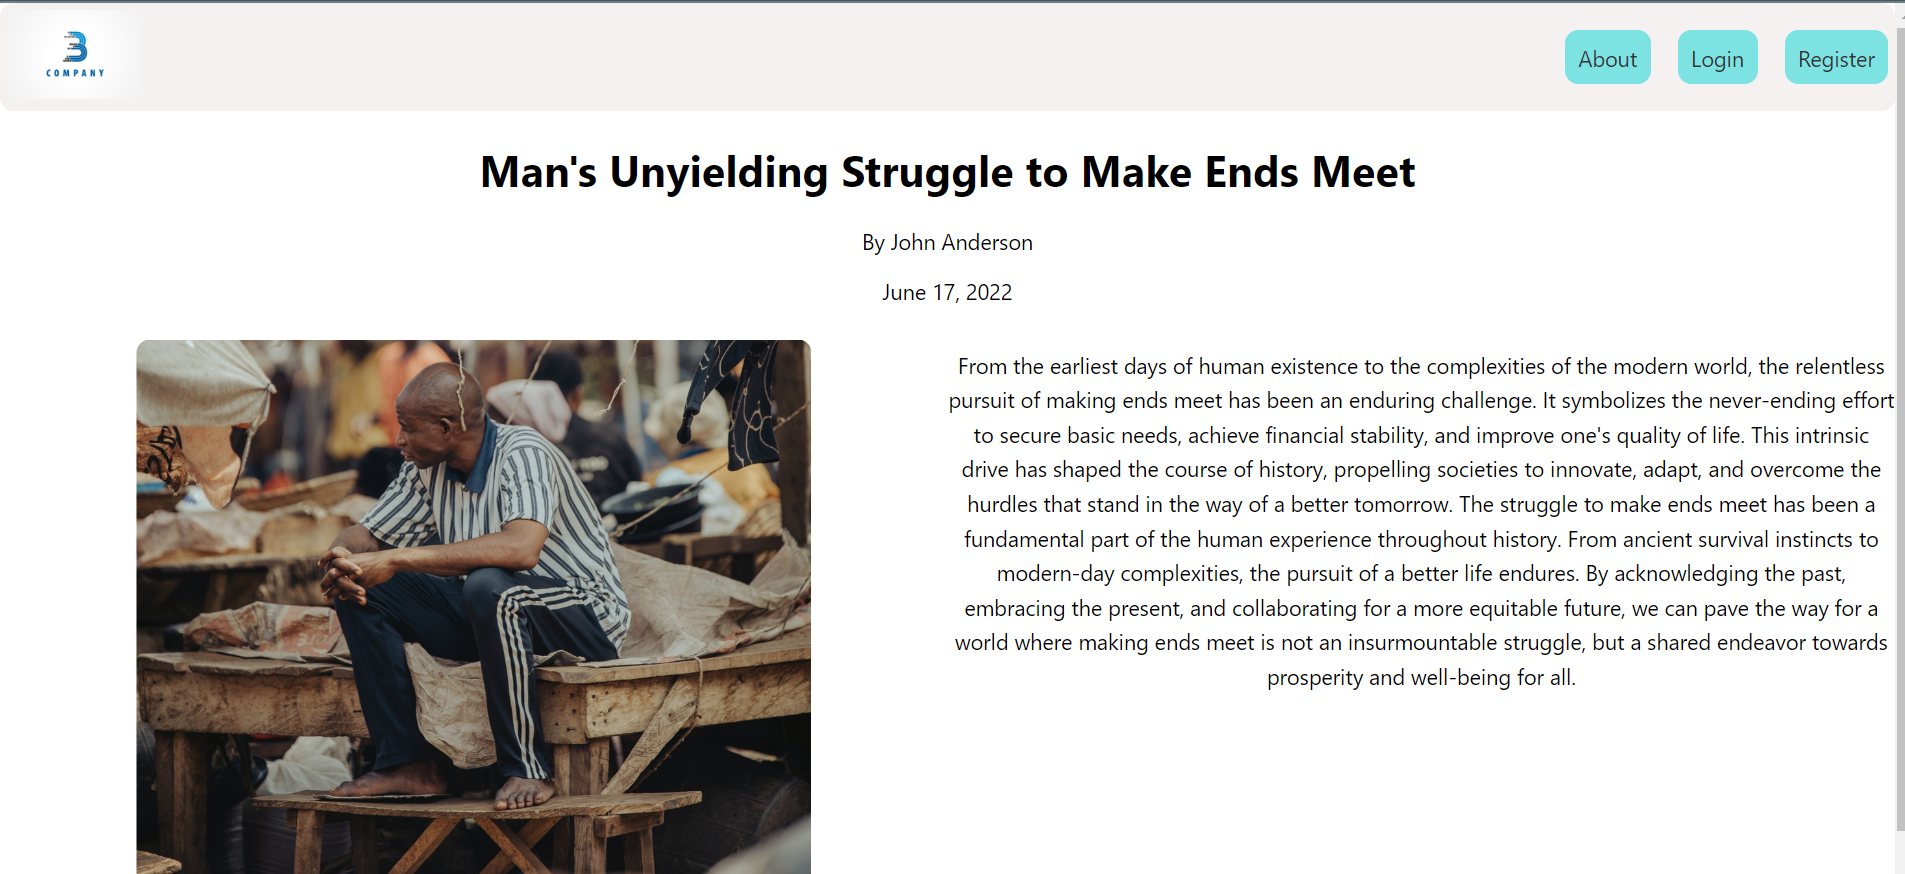 B
COMPANY
About
Login
Register
Man's Unyielding Struggle to Make Ends Meet
By John Anderson
June 17, 2022
From the earliest days of human existence to the complexities of the modern world, the relentless
pursuit of making ends meet has been an enduring challenge. It symbolizes the never-ending effort
to secure basic needs, achieve financial stability, and improve one's quality of life. This intrinsic
drive has shaped the course of history, propelling societies to innovate, adapt, and overcome the
hurdles that stand in the way of a better tomorrow. The struggle to make ends meet has been a
fundamental part of the human experience throughout history. From ancient survival instincts to
modern-day complexities, the pursuit of a better life endures. By acknowledging the past,
embracing the present, and collaborating for a more equitable future, we can pave the way for a
world where making ends meet is not an insurmountable struggle, but a shared endeavor towards
prosperity and well-being for all.